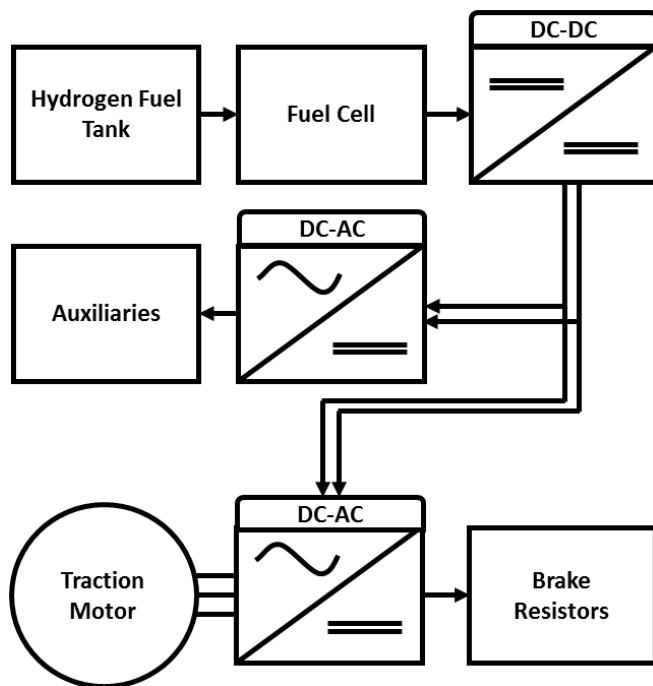 DC-DC
Hydrogen Fuel
Tank
Fuel Cell
DC-AC
Auxiliaries
DC-AC
Traction
Motor
Brake
Resistors